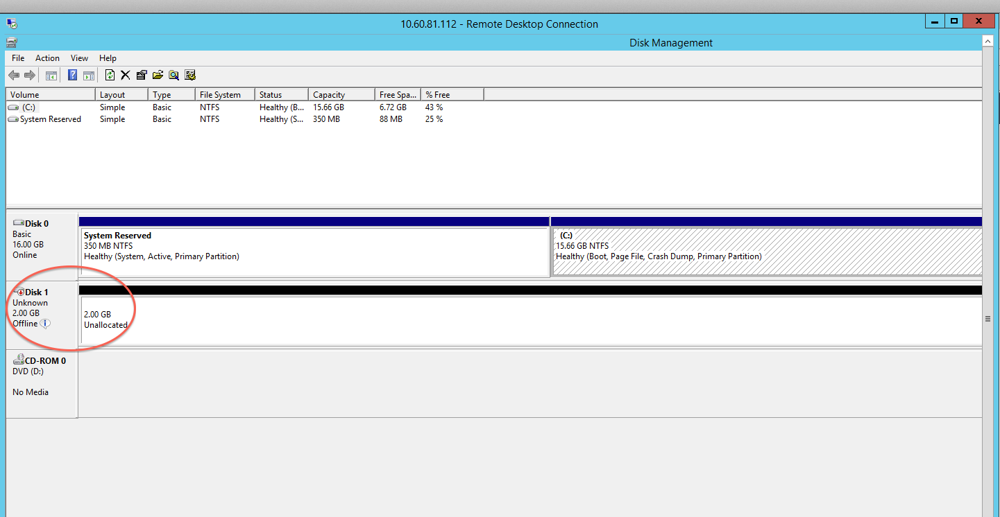 10.60.81.112 - Remote Desktop Connection
Disk Management
File Action View Help
Volume Layout Type File System Status Capacity Free Spa... % Free
(C:) Simple Basic NTFS Healthy (B... 15.66 GB 6.72 GB 43 %
System Reserved Simple Basic NTFS Healthy (S... 350 MB 88 MB 25 %
Disk 0
Basic
16.00 GB
Online
System Reserved
350 MB NTFS
Healthy (System, Active, Primary Partition)
(C:)
15.66 GB NTFS
Healthy (Boot, Page File, Crash Dump, Primary Partition)
Disk 1
Unknown
2.00 GB
Offline
2.00 GB
Unallocated
CD-ROM 0
DVD (D:)
No Media